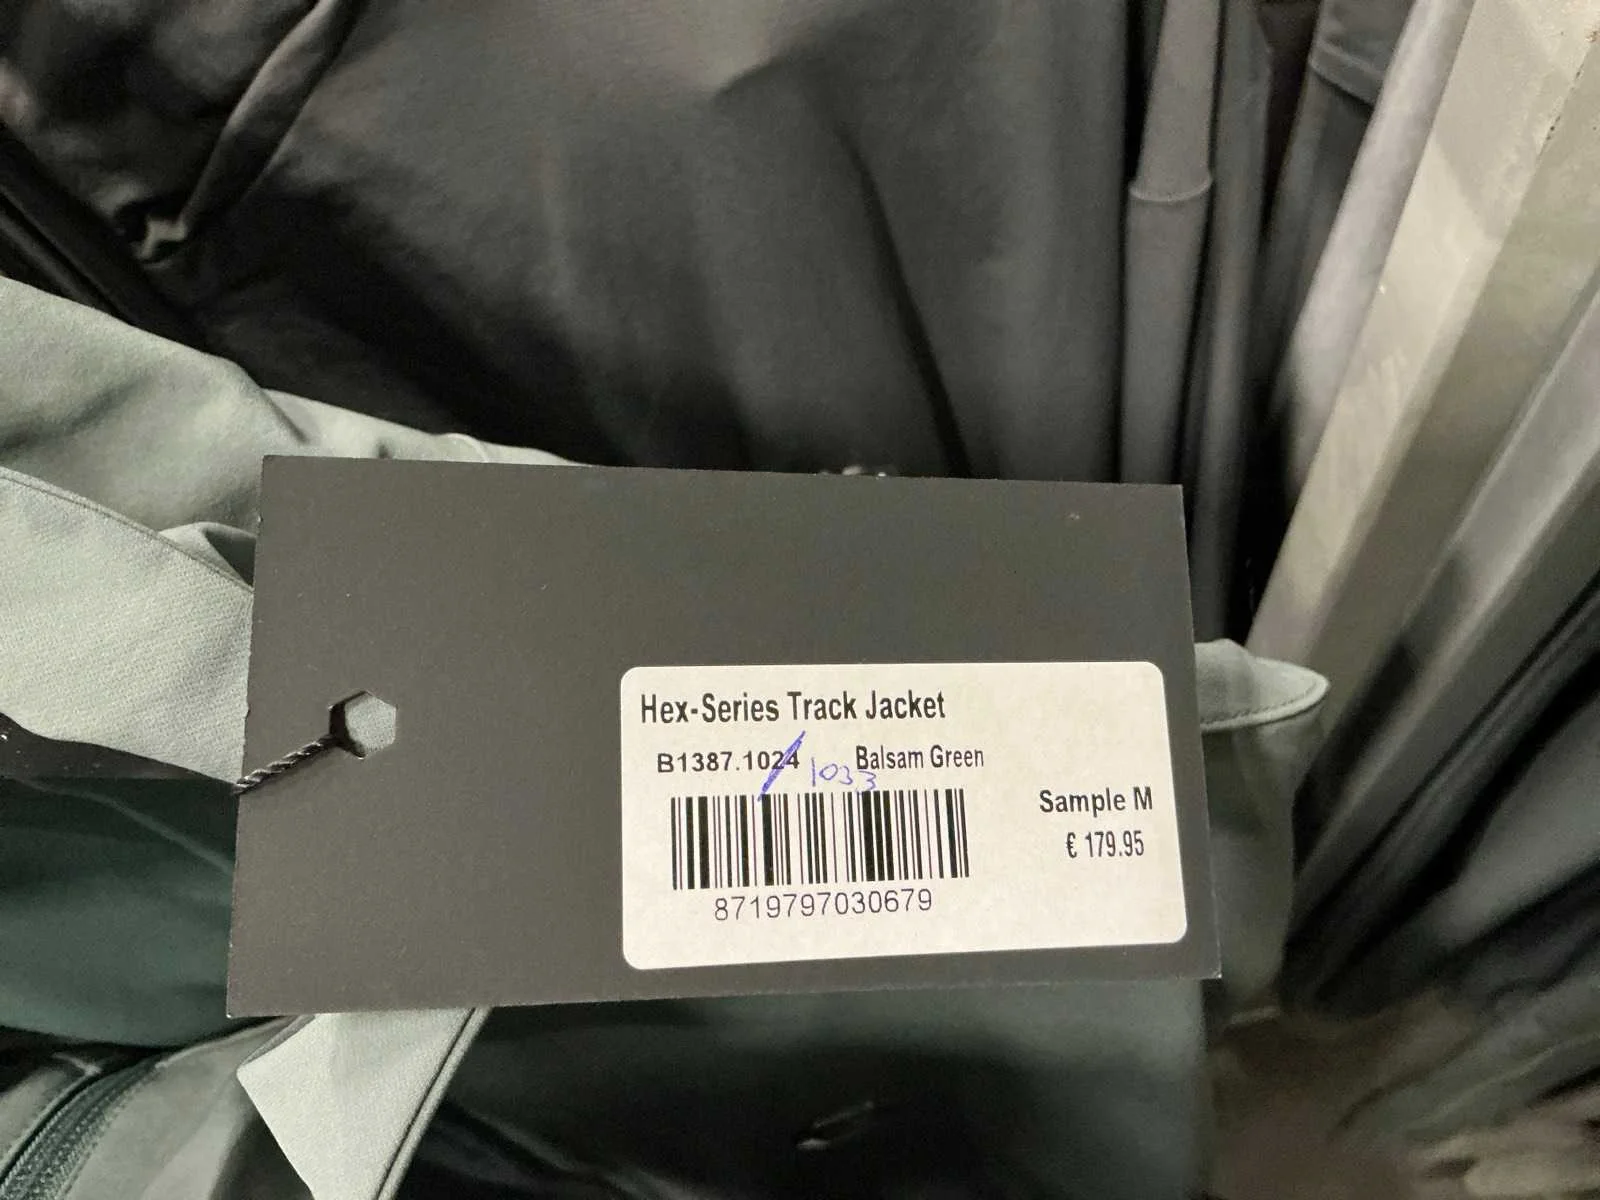 Hex-Series Track Jacket
B1387.1024 1033 Balsam Green
Sample M
€ 179.95
8719797030679